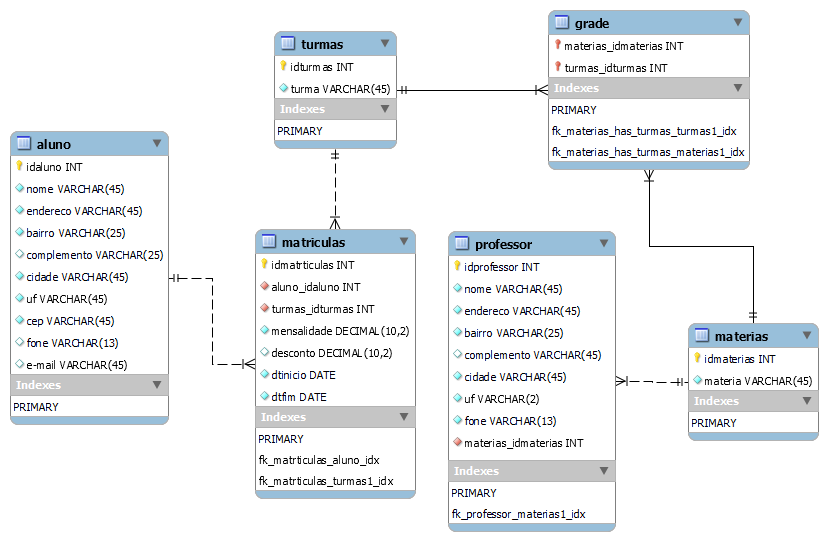 turmas
idturmas INT
turma VARCHAR(45)
Indexes
PRIMARY
grade
materias_idmaterias INT
turmas_idturmas INT
Indexes
PRIMARY
fk_materias_has_turmas_turmas1_idx
fk_materias_has_turmas_materias1_idx
aluno
idaluno INT
nome VARCHAR(45)
endereco VARCHAR(45)
bairro VARCHAR(25)
complemento VARCHAR(25)
cidade VARCHAR(45)
uf VARCHAR(45)
cep VARCHAR(45)
fone VARCHAR(13)
e-mail VARCHAR(45)
Indexes
PRIMARY
matriculas
idmatrticulas INT
aluno_idaluno INT
turmas_idturmas INT
mensalidade DECIMAL(10,2)
desconto DECIMAL(10,2)
dtinicio DATE
dtfim DATE
Indexes
PRIMARY
fk_matrticulas_aluno_idx
fk_matrticulas_turmas1_idx
professor
idprofessor INT
nome VARCHAR(45)
endereco VARCHAR(45)
bairro VARCHAR(25)
complemento VARCHAR(45)
cidade VARCHAR(45)
uf VARCHAR(2)
fone VARCHAR(13)
materias_idmaterias INT
Indexes
PRIMARY
fk_professor_materias1_idx
materias
idmaterias INT
materia VARCHAR(45)
Indexes
PRIMARY